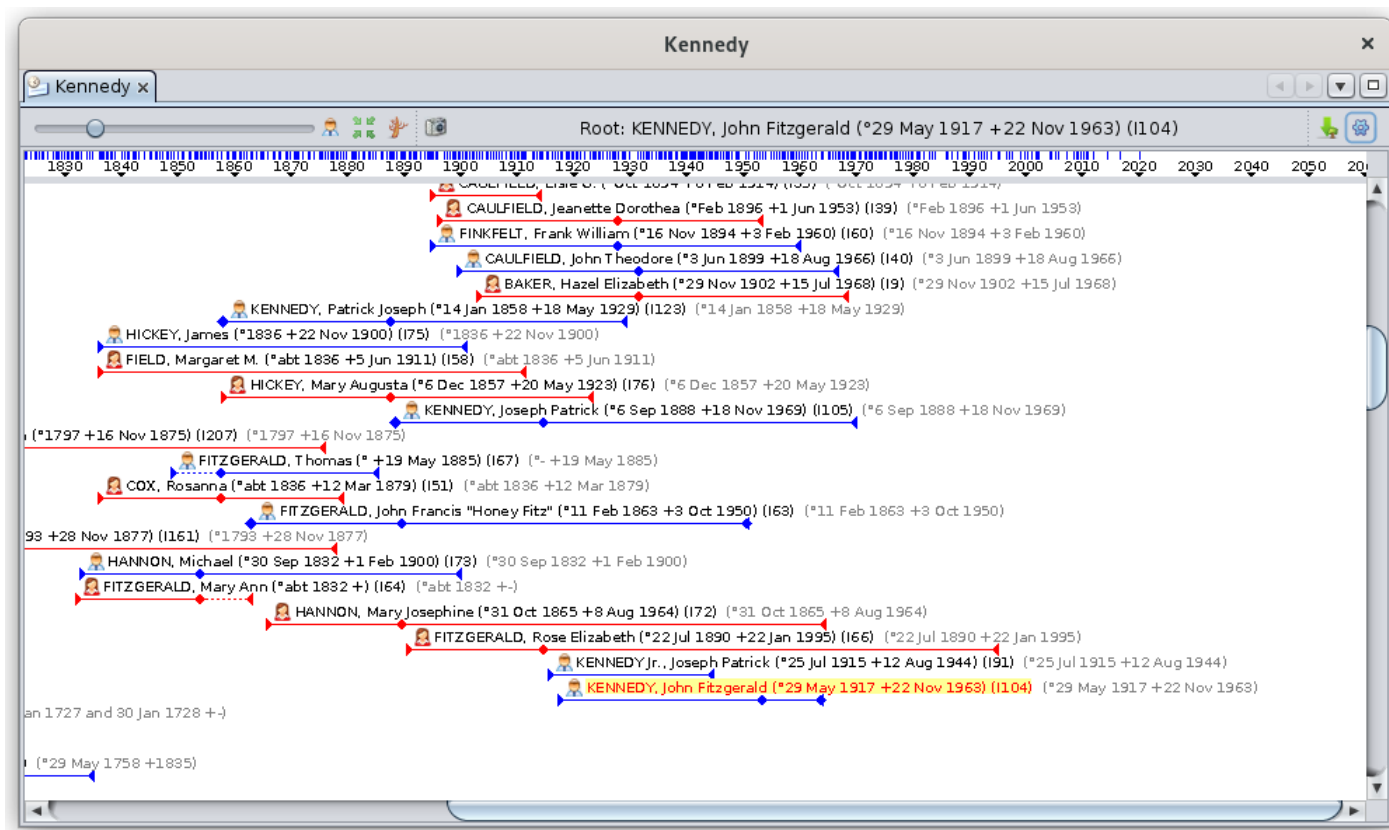 Kennedy
Kennedy
Root: KENNEDY, John Fitzgerald (°29 May 1917 +22 Nov 1963) (I104)
1830 1840 1850 1860 1870 1880 1890 1900 1910 1920 1930 1940 1950 1960 1970 1980 1990 2000 2010 2020 2030 2040 2050
CAULFIELD, Jeanette Dorothea (°Feb 1896 +1 Jun 1953) (I39) (°Feb 1896 +1 Jun 1953)
FINKFELT, Frank William (°16 Nov 1894 +3 Feb 1960) (I60) (°16 Nov 1894 +3 Feb 1960)
CAULFIELD, John Theodore (°3 Jun 1899 +18 Aug 1966) (I40) (°3 Jun 1899 +18 Aug 1966)
BAKER, Hazel Elizabeth (°29 Nov 1902 +15 Jul 1968) (I9) (°29 Nov 1902 +15 Jul 1968)
KENNEDY, Patrick Joseph (°14 Jan 1858 +18 May 1929) (I123) (°14 Jan 1858 +18 May 1929)
HICKEY, James (°1836 +22 Nov 1900) (I75) (°1836 +22 Nov 1900)
FIELD, Margaret M. (°abt 1836 +5 Jun 1911) (I58) (°abt 1836 +5 Jun 1911)
HICKEY, Mary Augusta (°6 Dec 1857 +20 May 1923) (I76) (°6 Dec 1857 +20 May 1923)
KENNEDY, Joseph Patrick (°6 Sep 1888 +18 Nov 1969) (I105) (°6 Sep 1888 +18 Nov 1969)
(°1797 +16 Nov 1875) (I207) (°1797 +16 Nov 1875)
FITZGERALD, Thomas (° +19 May 1885) (I67) (°- +19 May 1885)
COX, Rosanna (°abt 1836 +12 Mar 1879) (I51) (°abt 1836 +12 Mar 1879)
FITZGERALD, John Francis "Honey Fitz" (°11 Feb 1863 +3 Oct 1950) (I63) (°11 Feb 1863 +3 Oct 1950)
93 +28 Nov 1877) (I161) (°1793 +28 Nov 1877)
HANNON, Michael (°30 Sep 1832 +1 Feb 1900) (I73) (°30 Sep 1832 +1 Feb 1900)
FITZGERALD, Mary Ann (°abt 1832 +) (I64) (°abt 1832 +-)
HANNON, Mary Josephine (°31 Oct 1865 +8 Aug 1964) (I72) (°31 Oct 1865 +8 Aug 1964)
FITZGERALD, Rose Elizabeth (°22 Jul 1890 +22 Jan 1995) (I66) (°22 Jul 1890 +22 Jan 1995)
KENNEDY Jr., Joseph Patrick (°25 Jul 1915 +12 Aug 1944) (I91) (°25 Jul 1915 +12 Aug 1944)
KENNEDY, John Fitzgerald (°29 May 1917 +22 Nov 1963) (I104) (°29 May 1917 +22 Nov 1963)
an 1727 and 30 Jan 1728 +-)
(°29 May 1758 +1835)